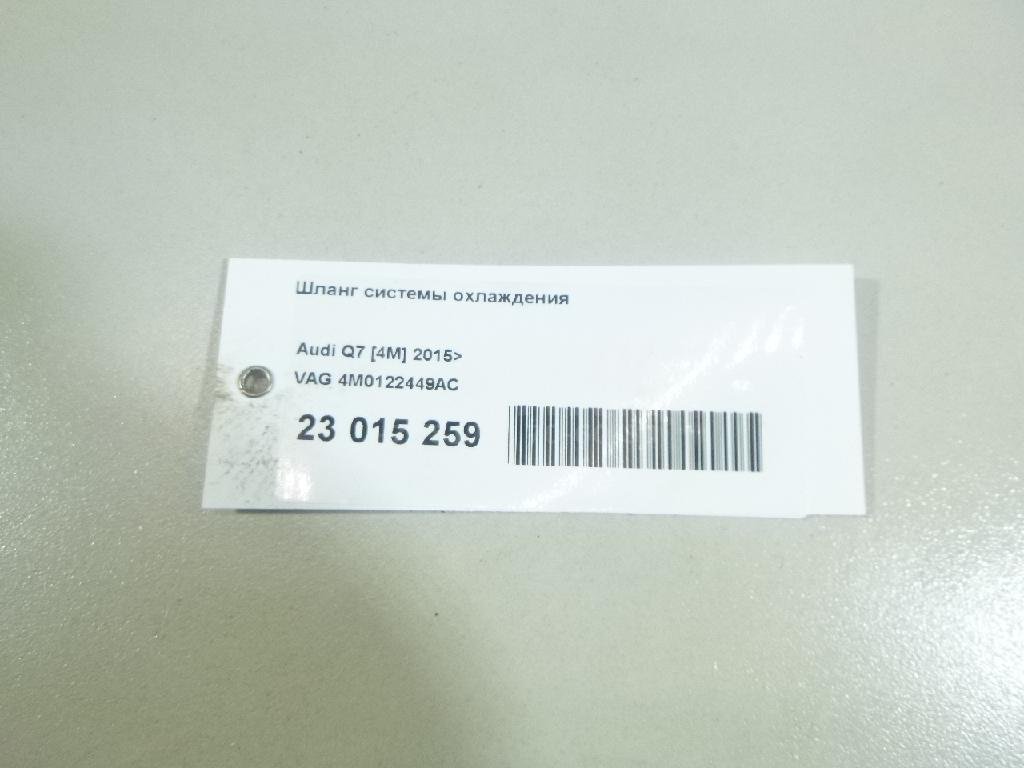 Шланг системы охлаждения
Audi Q7 [4M] 2015>
VAG 4M0122449AC
23 015 259